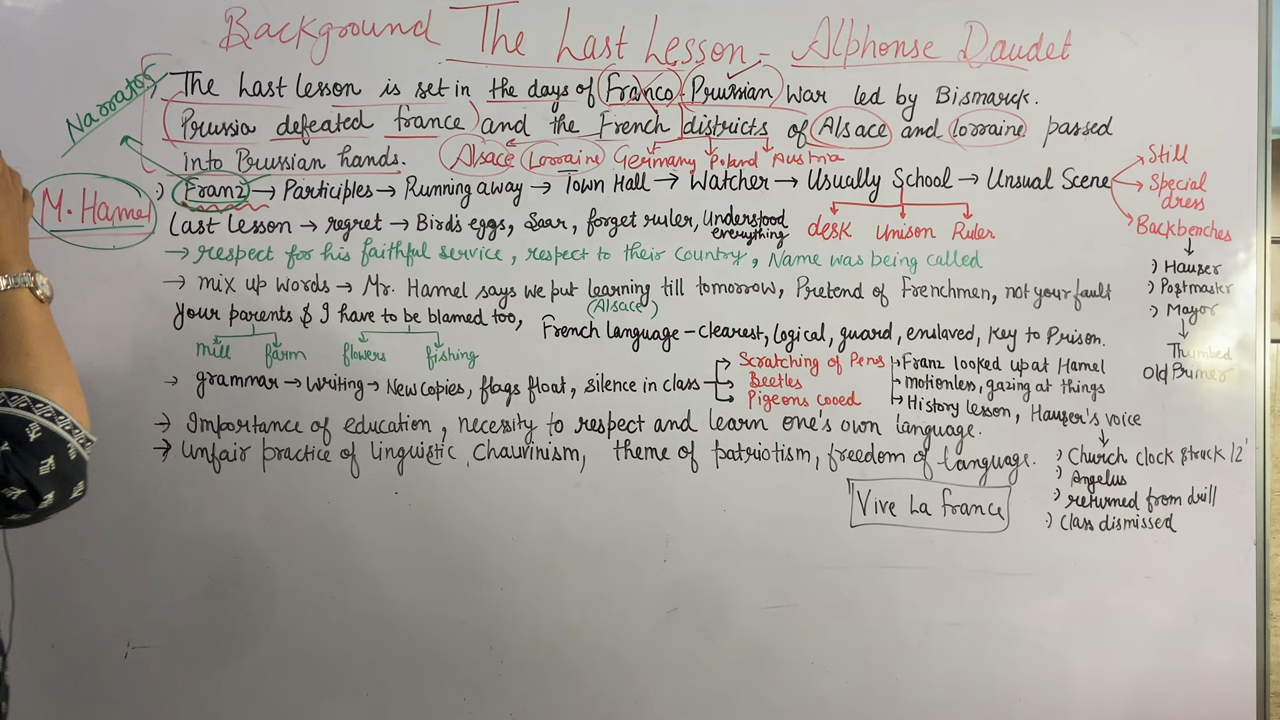 Background The Last Lesson - Alphonse Daudet
Narrator
The Last lesson is set in the days of Franco-Prussian War led by Bismarck.
Prussia defeated france and the French districts of Alsace and lorraine passed
into Prussian hands. Alsace Lorraine Germany Poland Austria
M. Hamel
:) Franz → Participles → Running away → Town Hall → Watcher → Usually School → Unsual Scene
Still
Special dress
Backbenches
desk Unison Ruler
Last Lesson → regret → Bird's eggs, Saar, forget ruler, Understood everything
:) Hauser
:) Postmaster
:) Mayor
Thumbed
Old Primer
→ respect for his faithful service, respect to their Country, Name was being called
→ mix up words → Mr. Hamel says we put learning till tomorrow, Pretend of Frenchmen, not your fault
(Alsace)
Your parents & I have to be blamed too, French language - clearest, logical, guard, enslaved, Key to Prison.
mill farm flowers fishing
→ grammar → writing → New copies, flags float, silence in class
Scratching of Pens
Beetles
Pigeons cooed
Franz looked up at Hamel
motionless, gazing at things
History lesson, Hauser's voice
→ Importance of education, necessity to respect and learn one's own language.
→ Unfair practice of linguistic Chauvinism, theme of patriotism, freedom of language.
:) Church clock struck 12
:) Angelus
:) returned from drill
:) Class dismissed
Vive La france